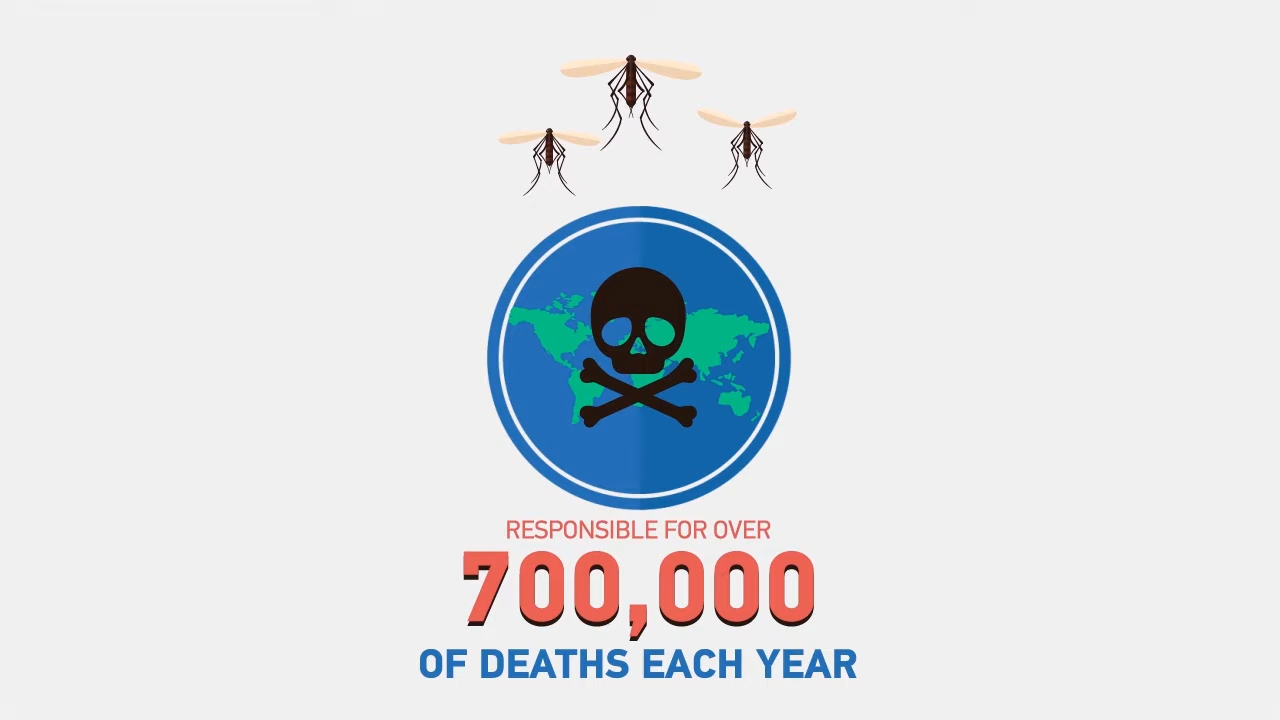 RESPONSIBLE FOR OVER
700,000
OF DEATHS EACH YEAR